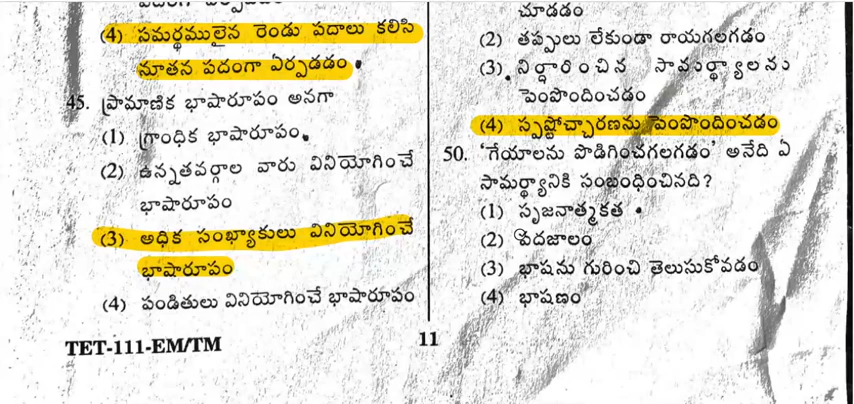 (4) సమర్థములైన రెండు పదాలు కలిసి
నూతన పదంగా ఏర్పడడం
45. ప్రామాణిక భాషారూపం అనగా
(1) గ్రాంధిక భాషారూపం
(2) ఉన్నతవర్గాల వారు వినియోగించే
భాషారూపం
(3) అధిక సంఖ్యాకులు వినియోగించే
భాషారూపం
(4) పండితులు వినియోగించే భాషారూపం
TET-111-EM/TM
11
చూడడం
(2) తప్పులు లేకుండా రాయగలగడం
(3) నిర్ధారించిన సామర్థ్యాలను
పెంపొందించడం
(4) స్పష్టోచ్చారణను పెంపొందించడం
50. ‘గేయాలను పొడిగించగలగడం’ అనేది ఏ
సామర్థ్యానికి సంబంధించినది?
(1) సృజనాత్మకత
(2) పదజాలం
(3) భాషను గురించి తెలుసుకోవడం
(4) భాషణం